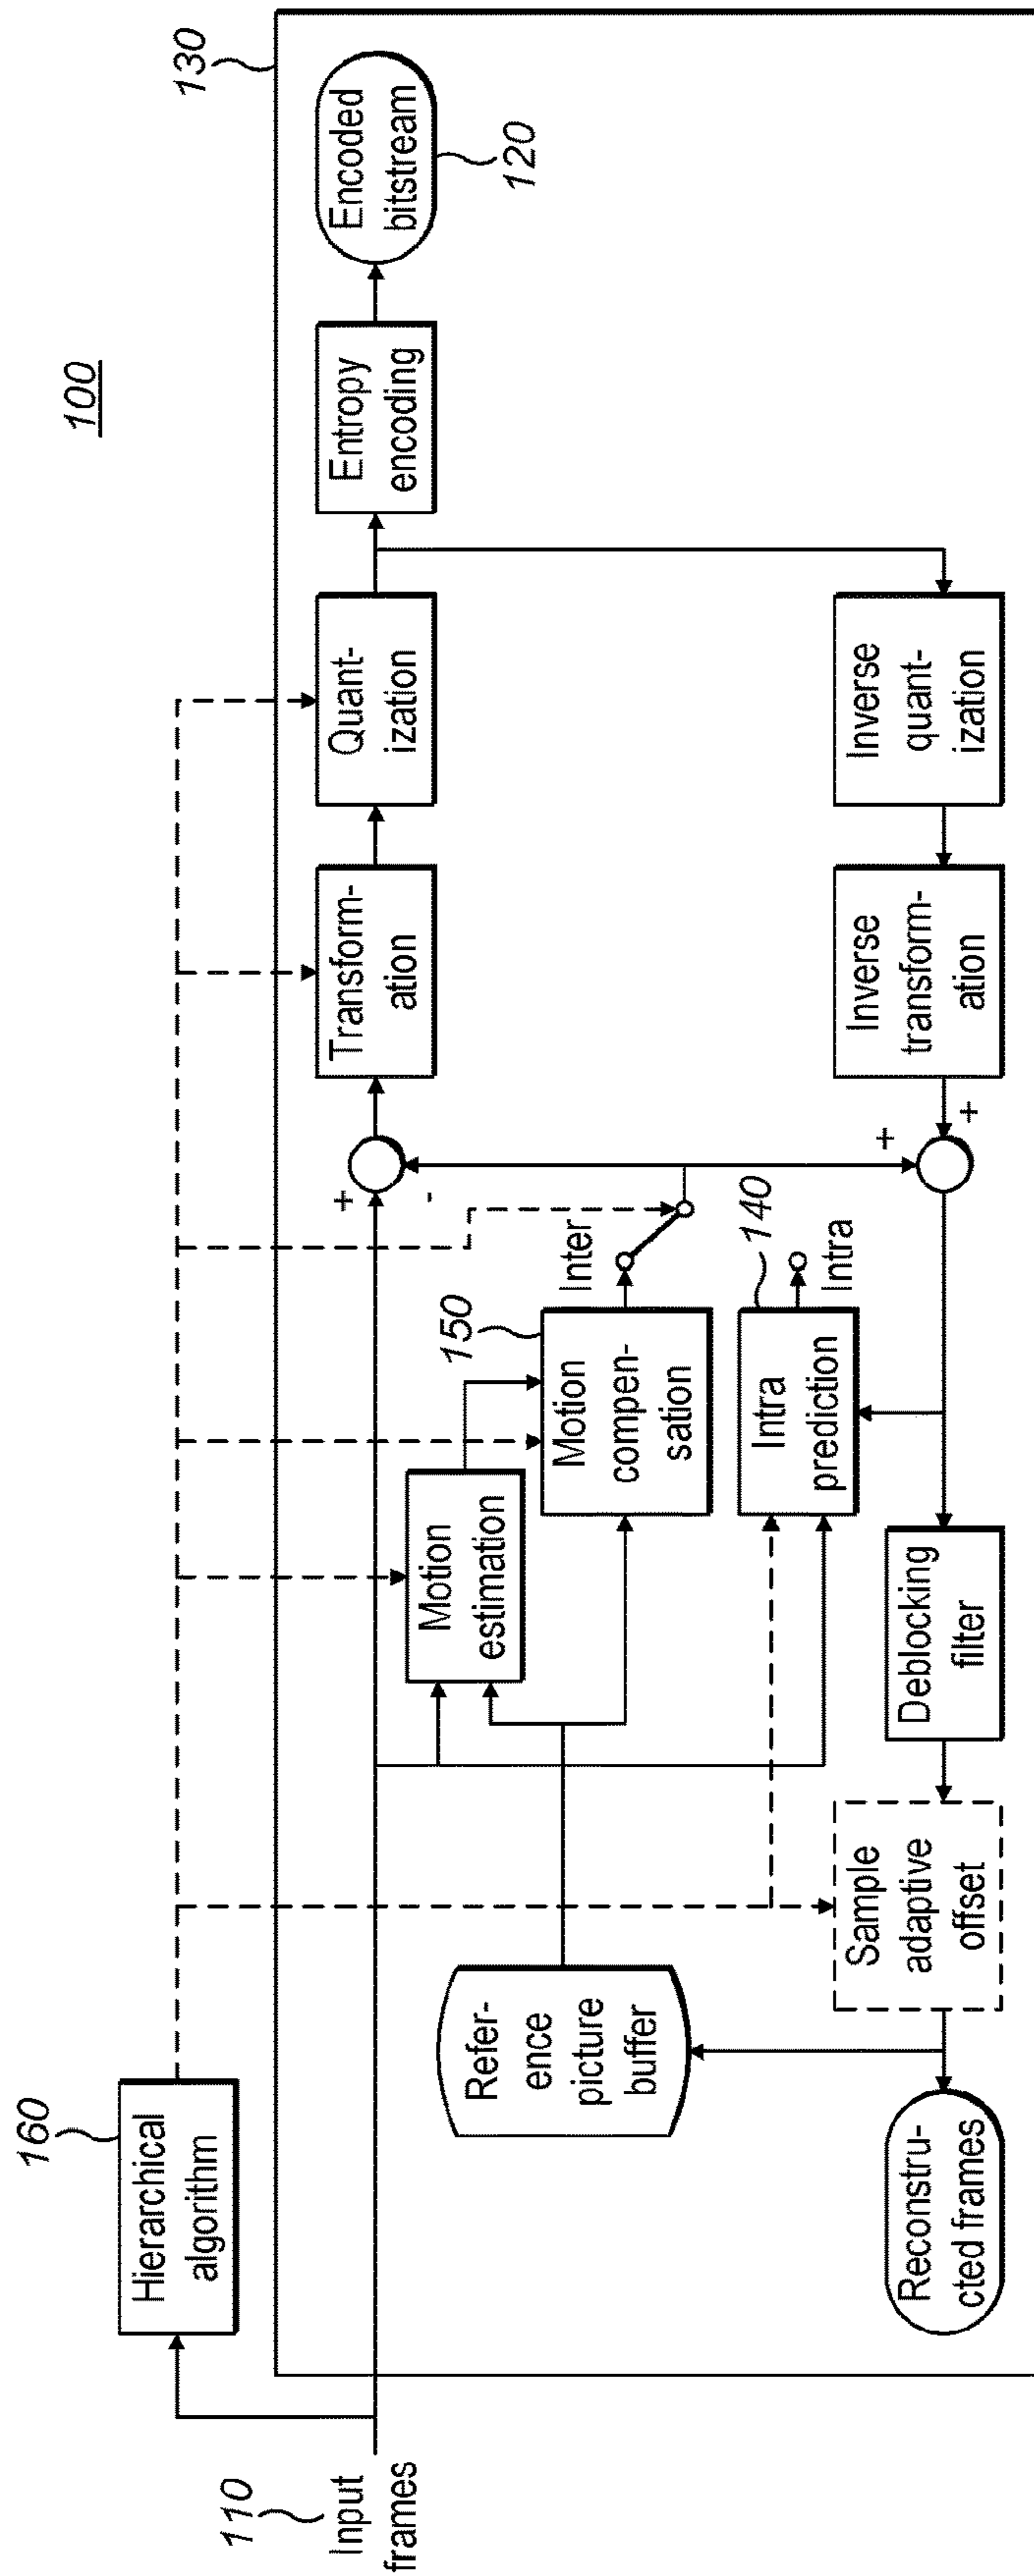 100
160
Hierarchical
algorithm
130
110
Input
frames
+
-
Transform-
ation
Quant-
ization
Entropy
encoding
Encoded
bitstream
120
Motion
estimation
150
Motion
compen-
sation
Inter
Refer-
ence
picture
buffer
140
Intra
prediction
Intra
+
+
Inverse
transform-
ation
Inverse
quant-
ization
Reconstru-
cted frames
Sample
adaptive
offset
Deblocking
filter